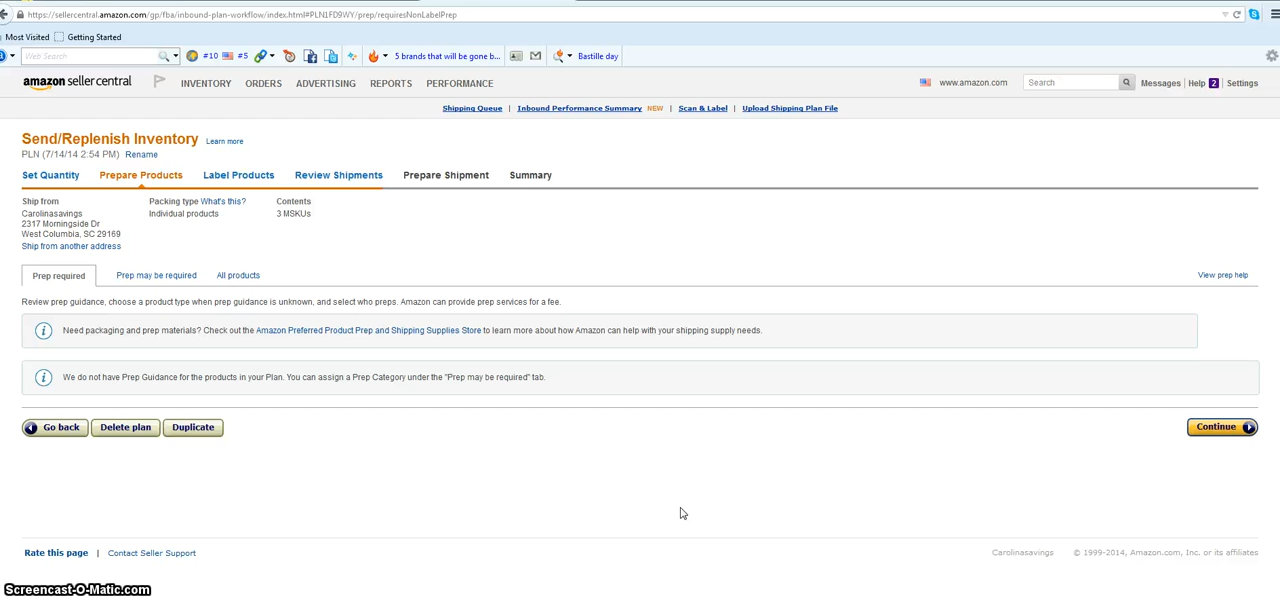 https://sellercentral.amazon.com/gp/fba/inbound-plan-workflow/index.html#PLN1FD9WY/prep/requiresNonLabelPrep
Most Visited Getting Started
Web Search #10 #5 5 brands that will be gone b... Bastille day
amazon seller central INVENTORY ORDERS ADVERTISING REPORTS PERFORMANCE www.amazon.com Search Messages | Help 2 | Settings
Shipping Queue | Inbound Performance Summary NEW | Scan & Label | Upload Shipping Plan File
Send/Replenish Inventory Learn more
PLN (7/14/14 2:54 PM) Rename
Set Quantity Prepare Products Label Products Review Shipments Prepare Shipment Summary
Ship from Packing type What's this? Contents
Carolinasavings Individual products 3 MSKUs
2317 Morningside Dr
West Columbia, SC 29169
Ship from another address
Prep required Prep may be required All products View prep help
Review prep guidance, choose a product type when prep guidance is unknown, and select who preps. Amazon can provide prep services for a fee.
Need packaging and prep materials? Check out the Amazon Preferred Product Prep and Shipping Supplies Store to learn more about how Amazon can help with your shipping supply needs.
We do not have Prep Guidance for the products in your Plan. You can assign a Prep Category under the "Prep may be required" tab.
Go back Delete plan Duplicate Continue
Rate this page | Contact Seller Support Carolinasavings © 1999-2014, Amazon.com, Inc. or its affiliates
Screencast-O-Matic.com